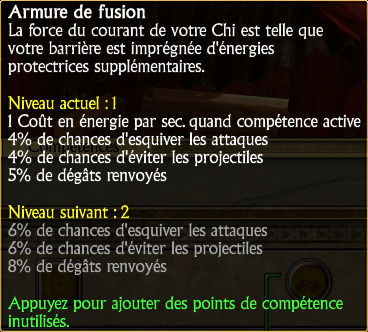 Armure de fusion
La force du courant de votre Chi est telle que
votre barrière est imprégnée d'énergies
protectrices supplémentaires.
Niveau actuel : 1
1 Coût en énergie par sec. quand compétence active
4% de chances d'esquiver les attaques
4% de chances d'éviter les projectiles
5% de dégâts renvoyés
Niveau suivant : 2
6% de chances d'esquiver les attaques
6% de chances d'éviter les projectiles
8% de dégâts renvoyés
Appuyez pour ajouter des points de compétence
inutilisés.